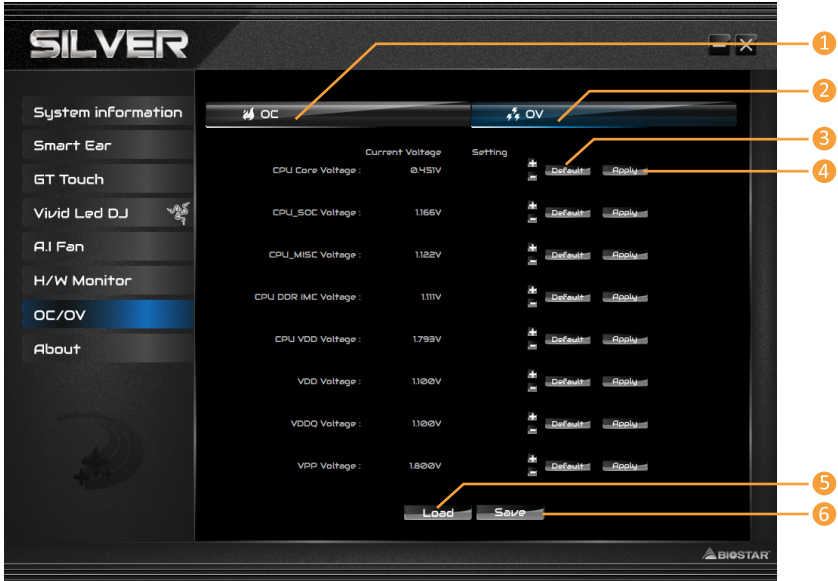 SILVER
1
2
System information
OC
OV
Smart Ear
3
Current Voltage Setting
CPU Core Voltage : 0.451V + - Default Apply
4
GT Touch
Vivid Led DJ
CPU_SOC Voltage : 1.166V + - Default Apply
A.I Fan
CPU_MISC Voltage : 1.122V + - Default Apply
H/W Monitor
CPU DDR IMC Voltage : 1.111V + - Default Apply
OC/OV
CPU VDD Voltage : 1.793V + - Default Apply
About
VDD Voltage : 1.100V + - Default Apply
VDDQ Voltage : 1.100V + - Default Apply
VPP Voltage : 1.800V + - Default Apply
5
Load Save
6
BIOSTAR